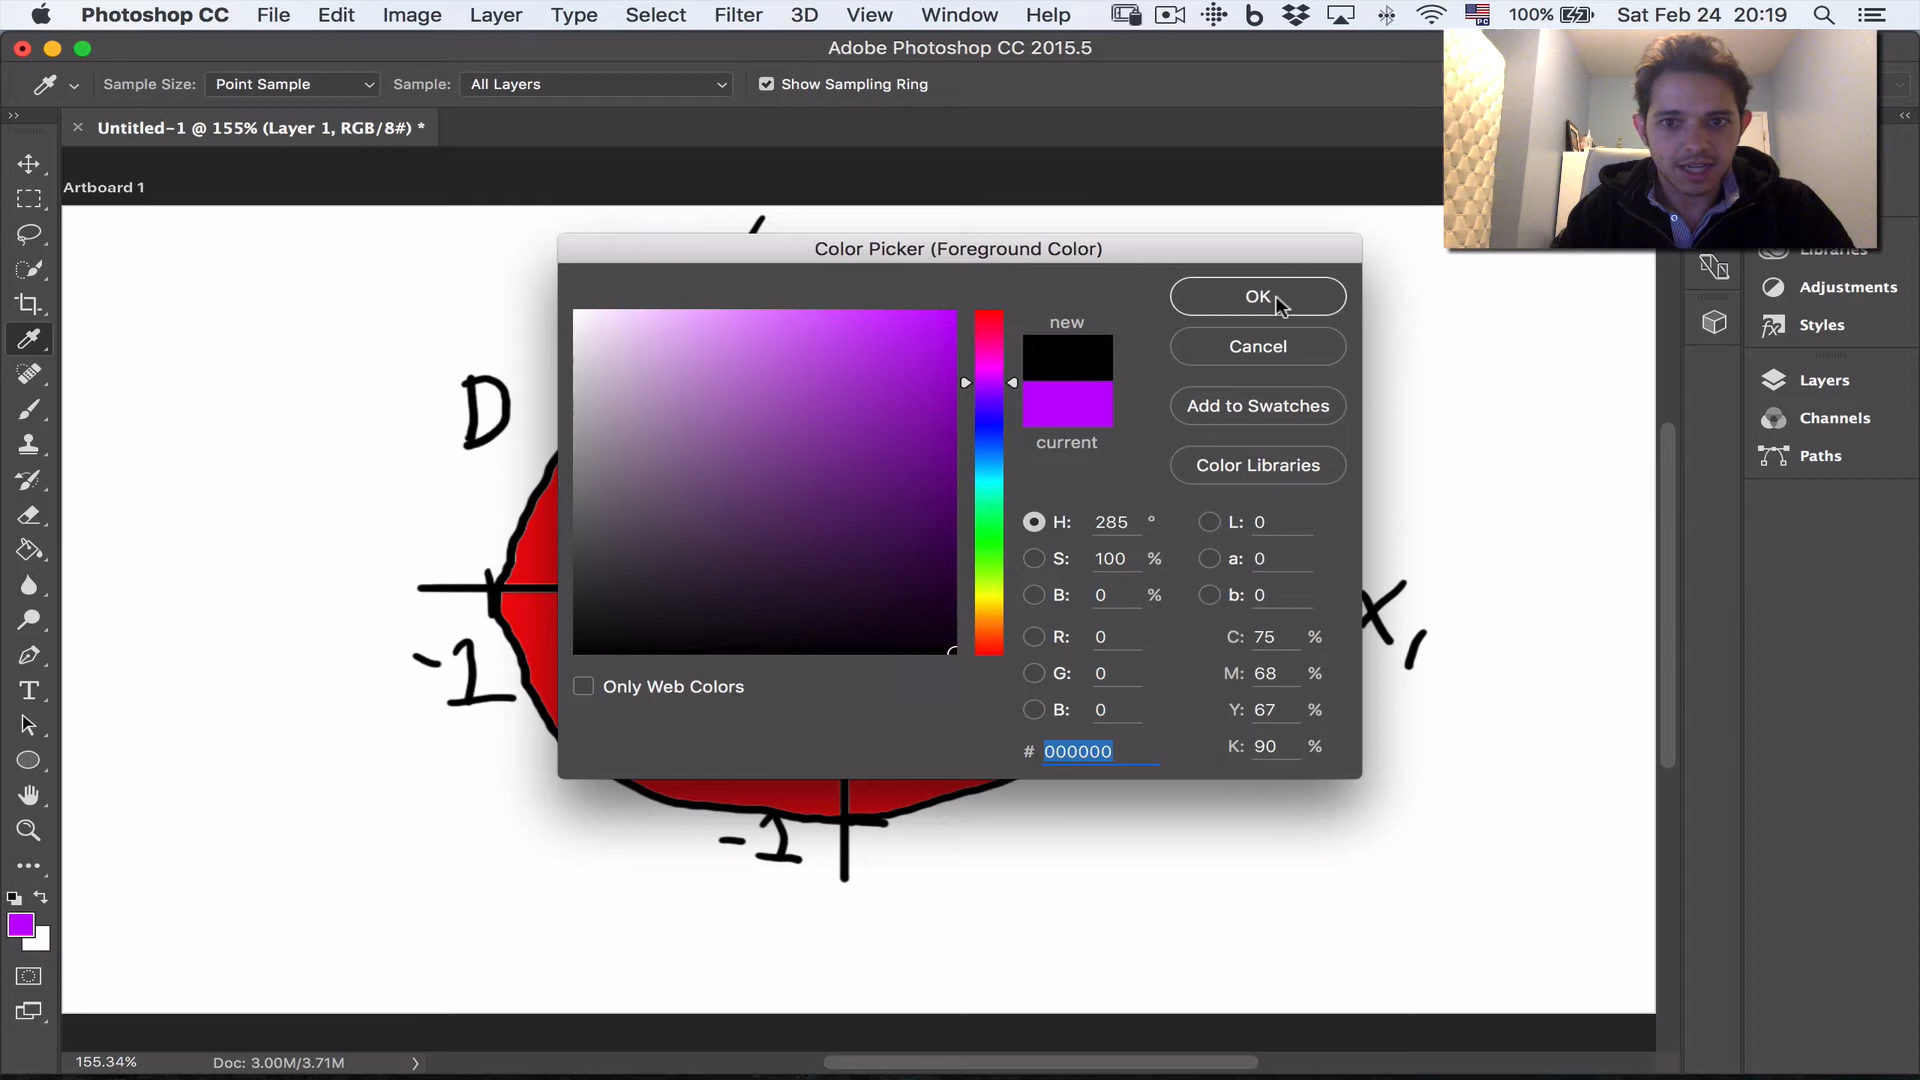 Photoshop CC File Edit Image Layer Type Select Filter 3D View Window Help 100% Sat Feb 24 20:19
Adobe Photoshop CC 2015.5
Sample Size: Point Sample Sample: All Layers Show Sampling Ring
× Untitled-1 @ 155% (Layer 1, RGB/8#) *
Artboard 1
Color Picker (Foreground Color)
OK
new
Cancel
Add to Swatches
current
Color Libraries
H: 285 ° L: 0
S: 100 % a: 0
B: 0 % b: 0
R: 0 C: 75 %
G: 0 M: 68 %
B: 0 Y: 67 %
# 000000 K: 90 %
Only Web Colors
D
-1
-1
X,
Libraries
Adjustments
Styles
Layers
Channels
Paths
155.34% Doc: 3.00M/3.71M